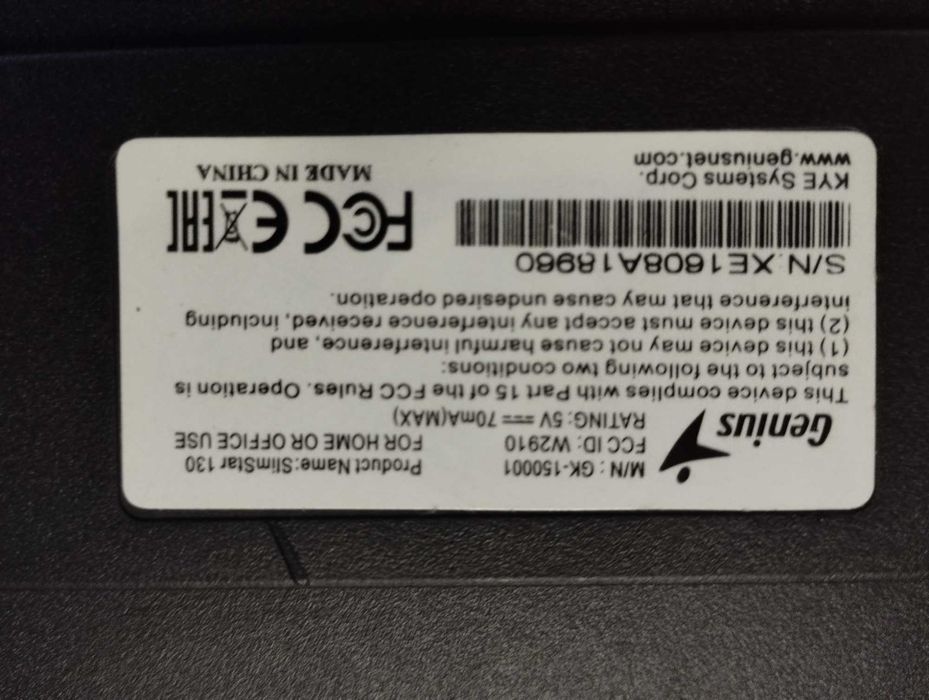 Genius
M/N : GK-150001
Product Name:SlimStar 130
FCC ID: W2910
FOR HOME OR OFFICE USE
RATING: 5V ⎓ 70mA(MAX)
This device complies with Part 15 of the FCC Rules. Operation is
subject to the following two conditions:
(1) this device may not cause harmful interference, and,
(2) this device must accept any interference received, including
interference that may cause undesired operation.
S/N: XE1608A18960
FCC CE EAC
KYE Systems Corp.
www.geniusnet.com
MADE IN CHINA